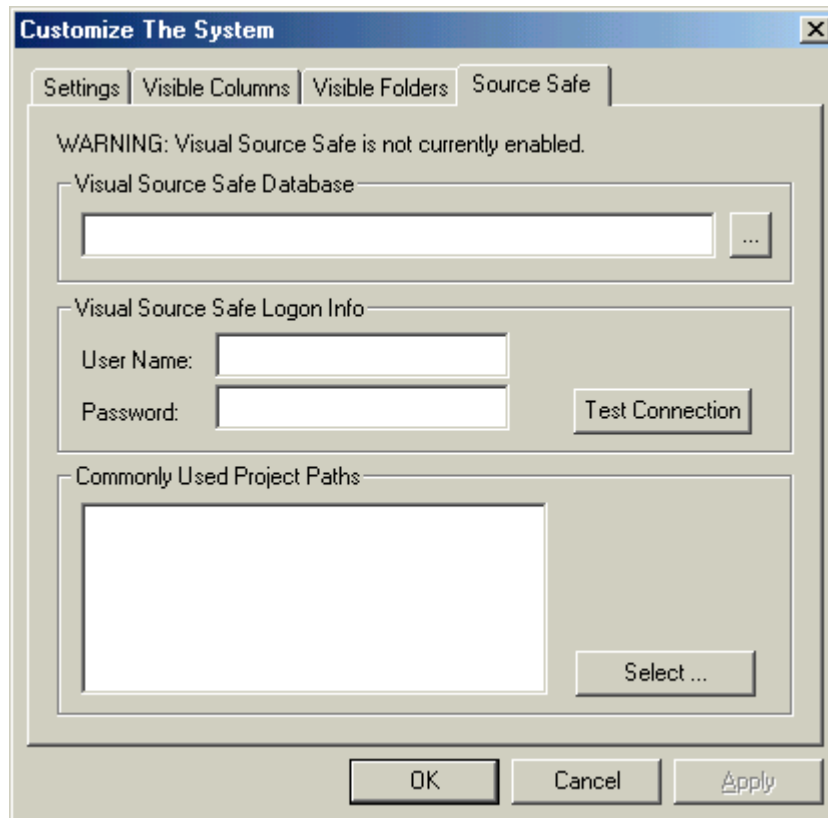 Customize The System
Settings Visible Columns Visible Folders Source Safe
WARNING: Visual Source Safe is not currently enabled.
Visual Source Safe Database
...
Visual Source Safe Logon Info
User Name:
Password:
Test Connection
Commonly Used Project Paths
Select ...
OK Cancel Apply